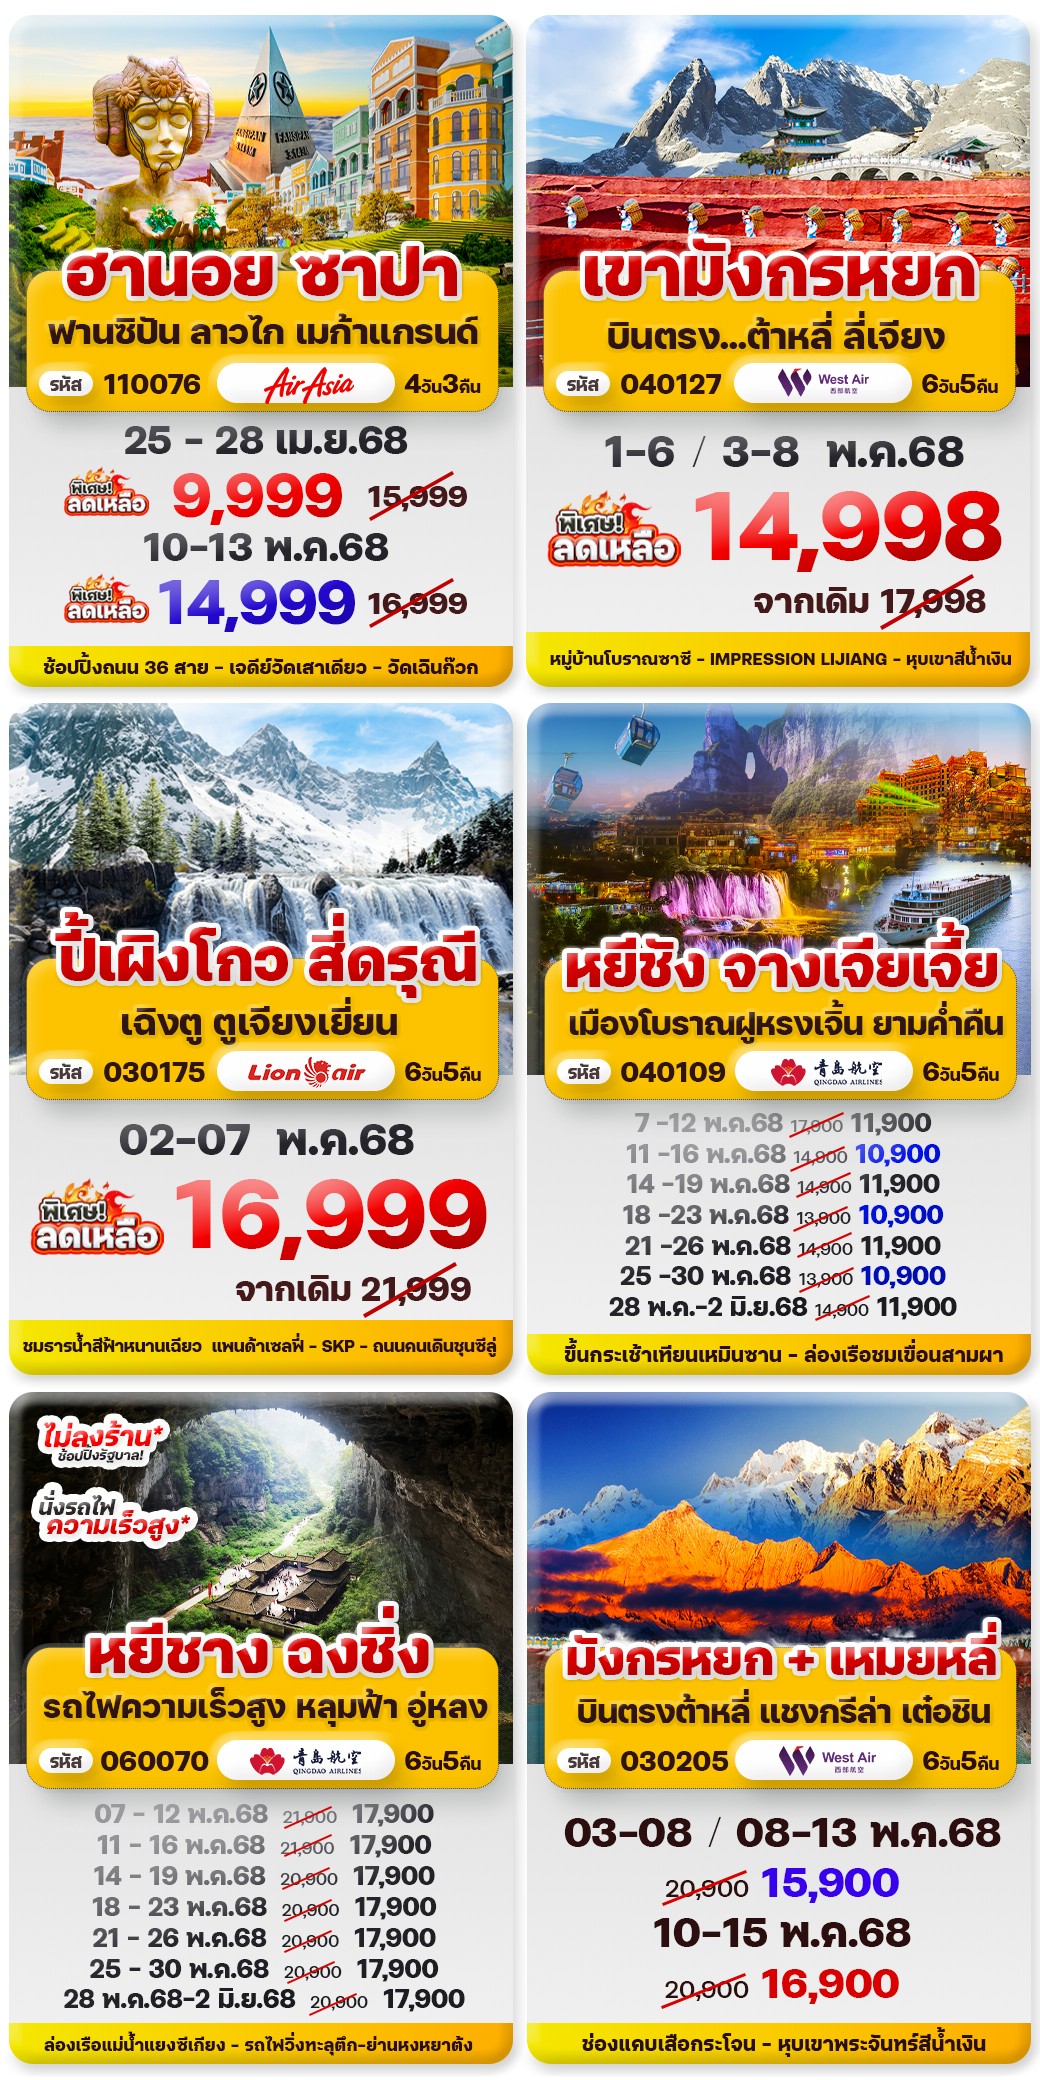 FANSIPAN
ฮานอย ซาปา
ฟานซิปัน ลาวไก เมก้าแกรนด์
รหัส 110076 AirAsia 4วัน3คืน
25 - 28 เม.ย.68
พิเศษ! ลดเหลือ 9,999 15,999
10-13 พ.ค.68
พิเศษ! ลดเหลือ 14,999 16,999
ช้อปปิ้งถนน 36 สาย - เจดีย์วัดเสาเดียว - วัดเฉินก๊วก
เขามังกรหยก
บินตรง...ต้าหลี่ ลี่เจียง
รหัส 040127 West Air 西部航空 6วัน5คืน
1-6 / 3-8 พ.ค.68
พิเศษ! ลดเหลือ 14,998
จากเดิม 17,998
หมู่บ้านโบราณซาซี - IMPRESSION LIJIANG - หุบเขาสีน้ำเงิน
ปี้เผิงโกว สี่ดรุณี
เฉิงตู ตูเจียงเยี่ยน
รหัส 030175 Lion air 6วัน5คืน
02-07 พ.ค.68
พิเศษ! ลดเหลือ 16,999
จากเดิม 21,999
ชมธารน้ำสีฟ้าหนานเฉียว แพนด้าเซลฟี่ - SKP - ถนนคนเดินชุนซีลู่
หยีชัง จางเจียเจี้ย
เมืองโบราณฝูหรงเจิ้น ยามค่ำคืน
รหัส 040109 青島航空 QINGDAO AIRLINES 6วัน5คืน
7 -12 พ.ค.68 17,900 11,900
11 -16 พ.ค.68 14,900 10,900
14 -19 พ.ค.68 14,900 11,900
18 -23 พ.ค.68 13,900 10,900
21 -26 พ.ค.68 14,900 11,900
25 -30 พ.ค.68 13,900 10,900
28 พ.ค.-2 มิ.ย.68 14,900 11,900
ขึ้นกระเช้าเทียนเหมินซาน - ล่องเรือชมเขื่อนสามผา
ไม่ลงร้าน*
ช้อปปิ้งรัฐบาล!
นั่งรถไฟ
ความเร็วสูง*
หยีชาง ฉงชิ่ง
รถไฟความเร็วสูง หลุมฟ้า อู่หลง
รหัส 060070 青島航空 QINGDAO AIRLINES 6วัน5คืน
07 - 12 พ.ค.68 21,900 17,900
11 - 16 พ.ค.68 21,900 17,900
14 - 19 พ.ค.68 20,900 17,900
18 - 23 พ.ค.68 20,900 17,900
21 - 26 พ.ค.68 20,900 17,900
25 - 30 พ.ค.68 20,900 17,900
28 พ.ค.68-2 มิ.ย.68 20,900 17,900
ล่องเรือแม่น้ำแยงซีเกียง - รถไฟวิ่งทะลุตึก-ย่านหงหยาต้ง
มังกรหยก + เหมยหลี่
บินตรงต้าหลี่ แชงกรีล่า เต๋อชิน
รหัส 030205 West Air 西部航空 6วัน5คืน
03-08 / 08-13 พ.ค.68
20,900 15,900
10-15 พ.ค.68
20,900 16,900
ช่องแคบเสือกระโจน - หุบเขาพระจันทร์สีน้ำเงิน